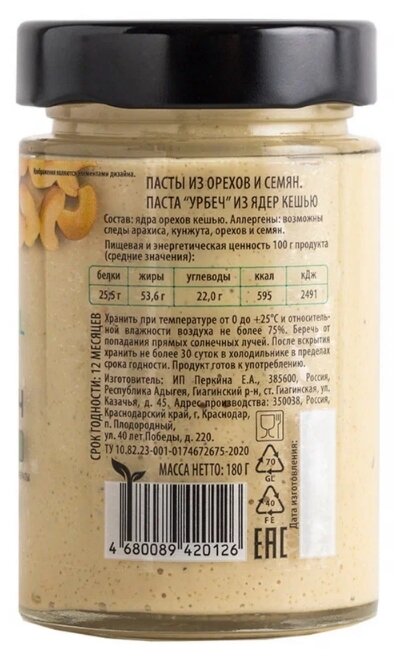 Изображения являются элементами дизайна.
ПАСТЫ ИЗ ОРЕХОВ И СЕМЯН.
ПАСТА "УРБЕЧ" ИЗ ЯДЕР КЕШЬЮ
Состав: ядра орехов кешью. Аллергены: возможны
следы арахиса, кунжута, орехов и семян.
Пищевая и энергетическая ценность 100 г продукта
(средние значения):
белки жиры углеводы ккал кДж
25,5 г 53,6 г 22,0 г 595 2491
СРОК ГОДНОСТИ: 12 МЕСЯЦЕВ
Хранить при температуре от 0 до +25°С и относитель-
ной влажности воздуха не более 75%. Беречь от
попадания прямых солнечных лучей. После вскрытия
хранить не более 30 суток в холодильнике в пределах
срока годности. Продукт готов к употреблению.
Изготовитель: ИП Перкина Е.А., 385600, Россия,
Республика Адыгея, Гиагинский р-н, ст. Гиагинская, ул.
Казачья, д. 45. Адрес производства: 350038, Россия,
Краснодарский край, г. Краснодар,
п. Плодородный,
ул. 40 лет Победы, д. 220.
ТУ 10.82.23-001-0174672675-2020
МАССА НЕТТО: 180 Г
4 680089 420126
70
GL
40
FE
EAC
Дата изготовления: